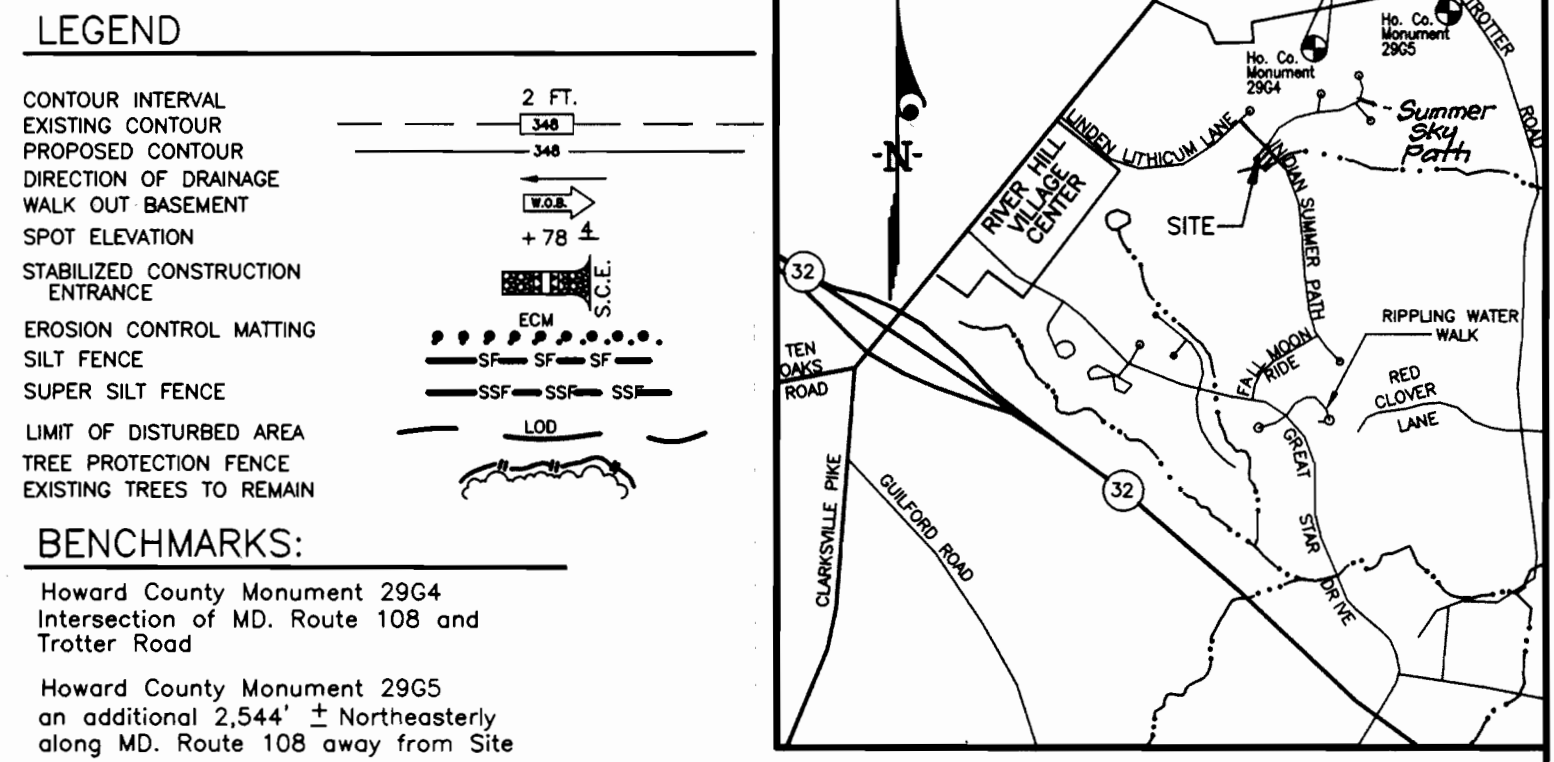 LEGEND
CONTOUR INTERVAL 2 FT.
EXISTING CONTOUR 348
PROPOSED CONTOUR 348
DIRECTION OF DRAINAGE
WALK OUT BASEMENT W.O.B.
SPOT ELEVATION +78 4
STABILIZED CONSTRUCTION
ENTRANCE
S.C.E.
ECM
EROSION CONTROL MATTING
SILT FENCE SF SF SF
SUPER SILT FENCE SSF SSF SSF
LIMIT OF DISTURBED AREA LOD
TREE PROTECTION FENCE
EXISTING TREES TO REMAIN
BENCHMARKS:
Howard County Monument 29G4
Intersection of MD. Route 108 and
Trotter Road
Howard County Monument 29G5
an additional 2,544' ± Northeasterly
along MD. Route 108 away from Site
-N-
Ho. Co.
Monument
29G5
Ho. Co.
Monument
29G4
TROTTER
ROAD
Summer
Sky
Path
LINDEN LITHICUM LANE
RIVER HILL
VILLAGE
CENTER
SITE
INDIAN SUMMER PATH
32
RIPPLING WATER
WALK
TEN
OAKS
ROAD
FALL MOON
RIDE
RED
CLOVER
LANE
GREAT
STAR
DRIVE
32
CLARKSVILLE PIKE
GUILFORD ROAD